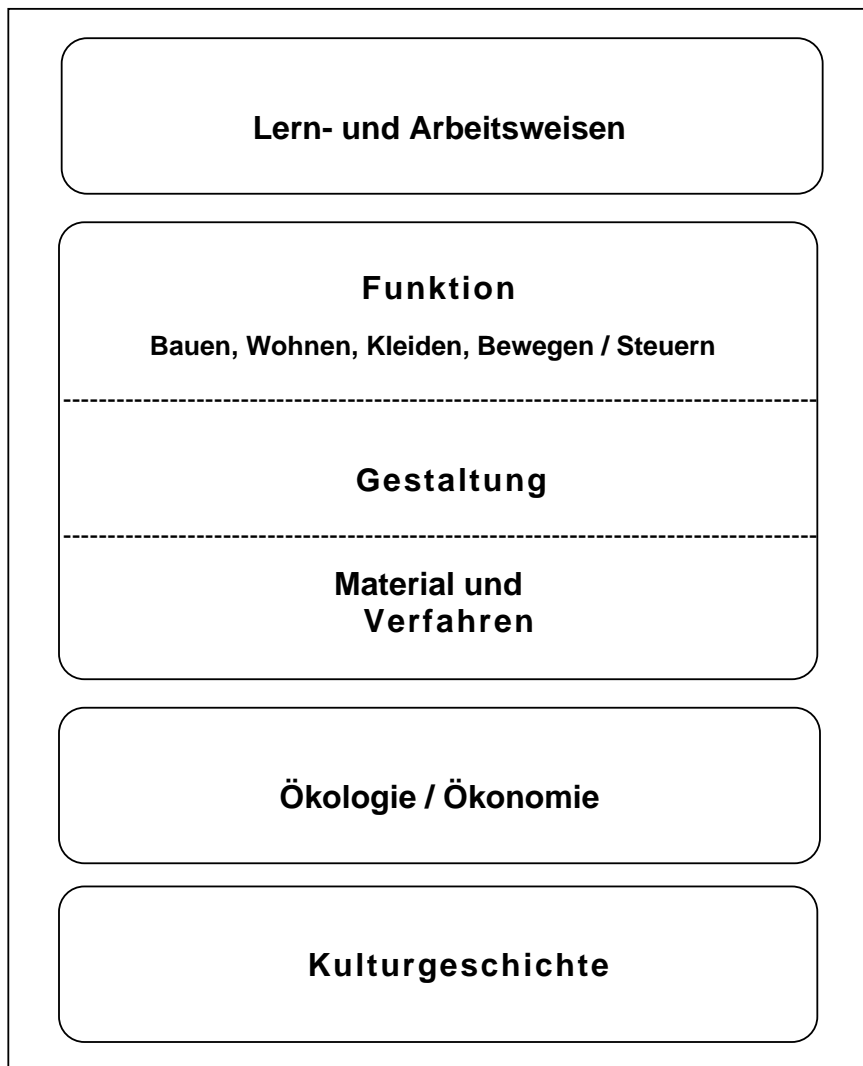 Lern- und Arbeitsweisen
Funktion
Bauen, Wohnen, Kleiden, Bewegen / Steuern
Gestaltung
Material und
Verfahren
Ökologie / Ökonomie
Kulturgeschichte